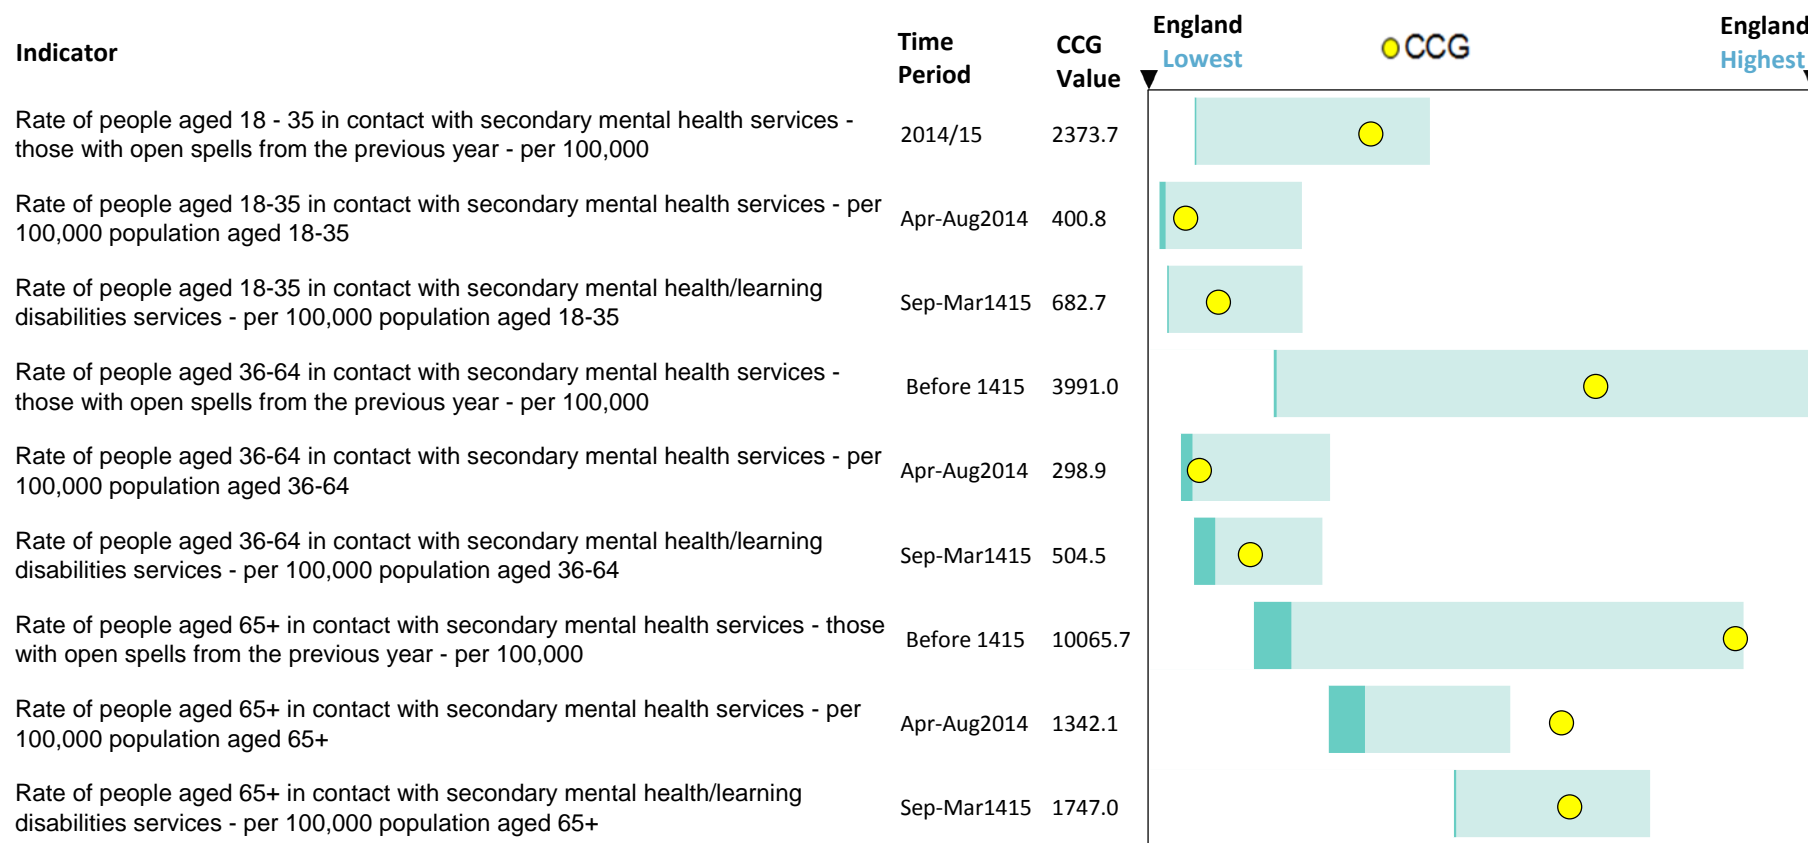 Indicator
Time Period
CCG Value
England Lowest
CCG
England Highest
Rate of people aged 18 - 35 in contact with secondary mental health services -
those with open spells from the previous year - per 100,000
2014/15
2373.7
Rate of people aged 18-35 in contact with secondary mental health services - per
100,000 population aged 18-35
Apr-Aug2014
400.8
Rate of people aged 18-35 in contact with secondary mental health/learning
disabilities services - per 100,000 population aged 18-35
Sep-Mar1415
682.7
Rate of people aged 36-64 in contact with secondary mental health services -
those with open spells from the previous year - per 100,000
Before 1415
3991.0
Rate of people aged 36-64 in contact with secondary mental health services - per
100,000 population aged 36-64
Apr-Aug2014
298.9
Rate of people aged 36-64 in contact with secondary mental health/learning
disabilities services - per 100,000 population aged 36-64
Sep-Mar1415
504.5
Rate of people aged 65+ in contact with secondary mental health services - those
with open spells from the previous year - per 100,000
Before 1415
10065.7
Rate of people aged 65+ in contact with secondary mental health services - per
100,000 population aged 65+
Apr-Aug2014
1342.1
Rate of people aged 65+ in contact with secondary mental health/learning
disabilities services - per 100,000 population aged 65+
Sep-Mar1415
1747.0